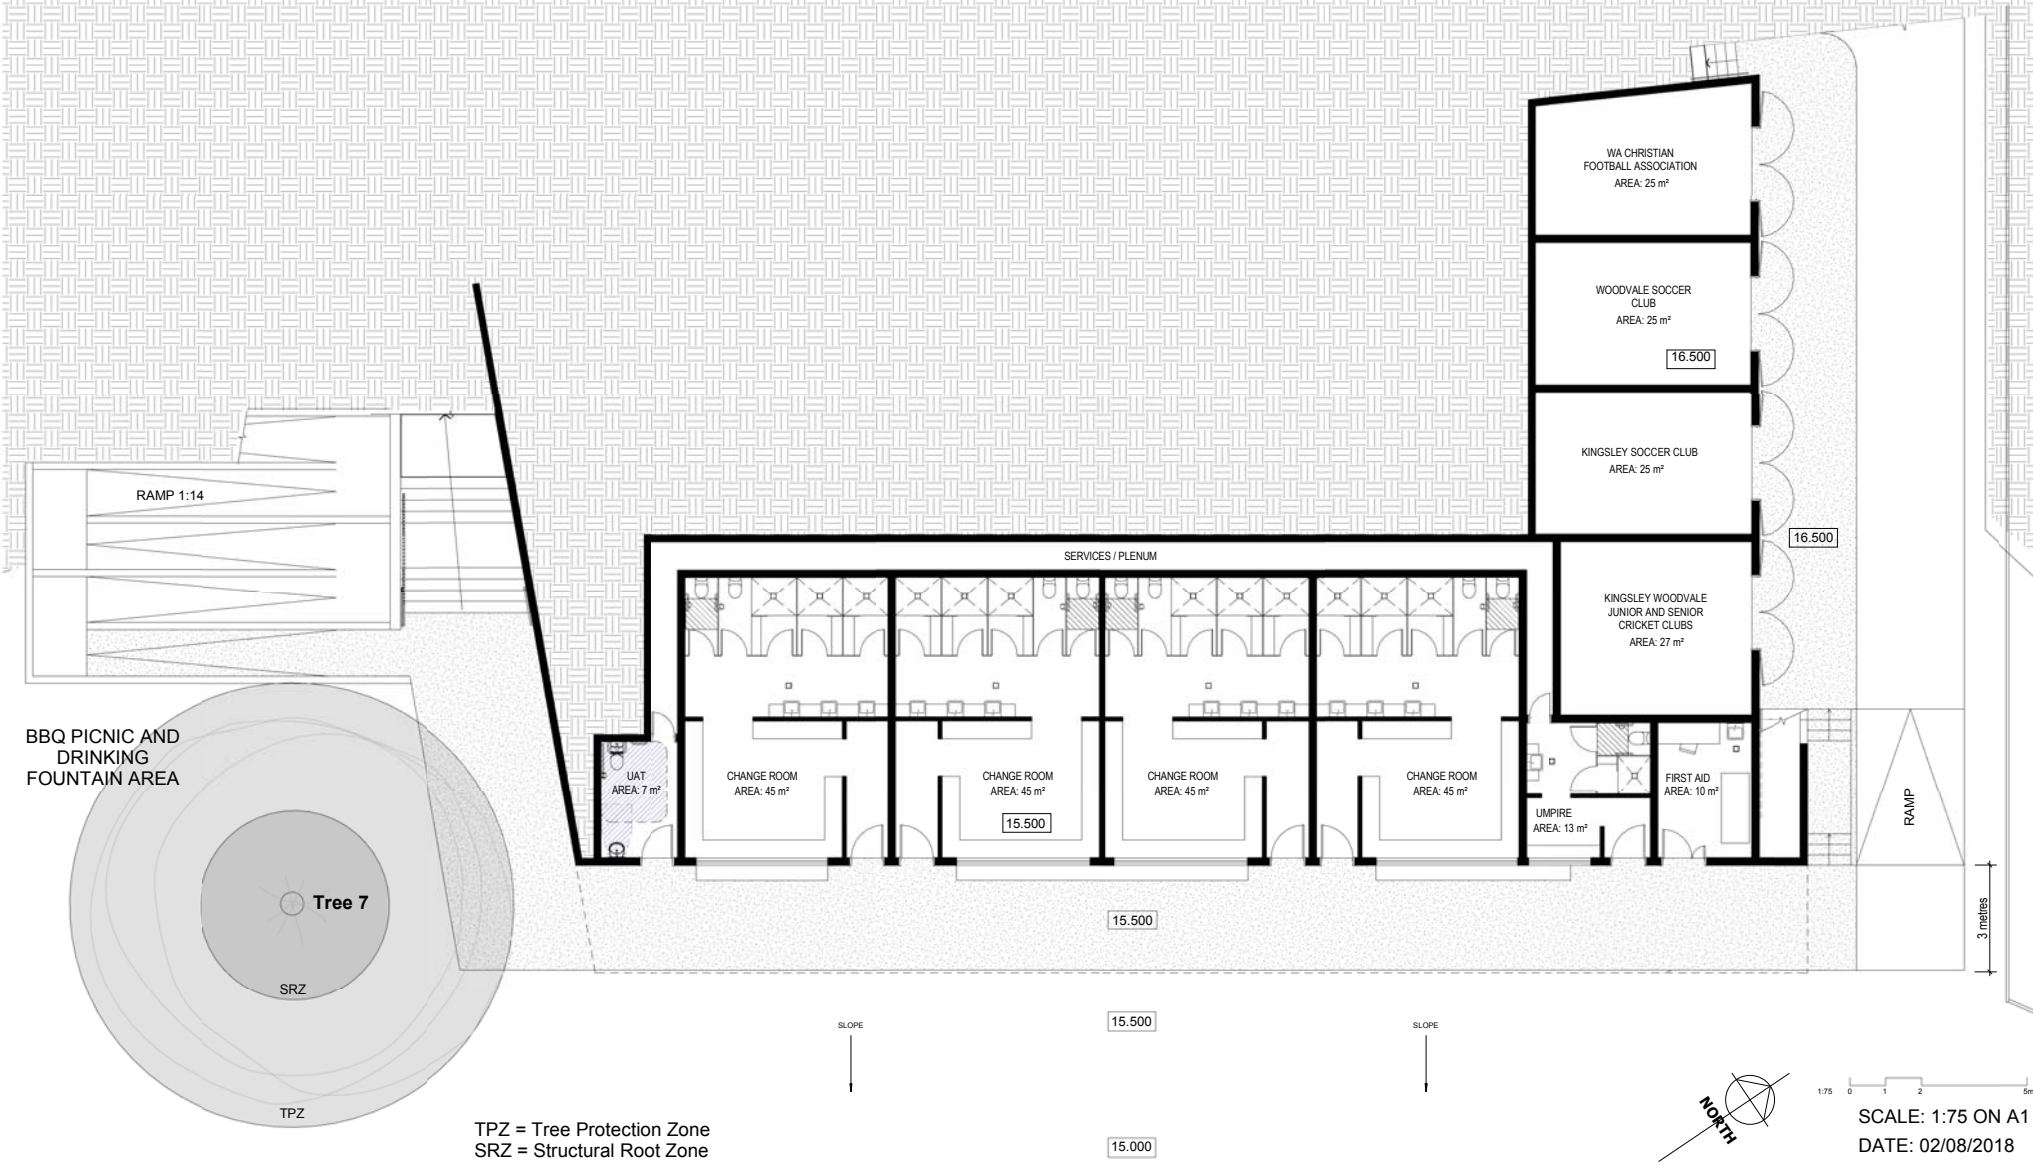 WA CHRISTIAN
FOOTBALL ASSOCIATION
AREA: 25 m²
WOODVALE SOCCER
CLUB
AREA: 25 m²
16.500
KINGSLEY SOCCER CLUB
AREA: 25 m²
RAMP 1:14
16.500
SERVICES / PLENUM
KINGSLEY WOODVALE
JUNIOR AND SENIOR
CRICKET CLUBS
AREA: 27 m²
BBQ PICNIC AND
DRINKING
FOUNTAIN AREA
UAT
AREA: 7 m²
CHANGE ROOM
AREA: 45 m²
CHANGE ROOM
AREA: 45 m²
15.500
CHANGE ROOM
AREA: 45 m²
CHANGE ROOM
AREA: 45 m²
UMPIRE
AREA: 13 m²
FIRST AID
AREA: 10 m²
RAMP
Tree 7
SRZ
TPZ
15.500
3 metres
15.500
SLOPE
SLOPE
15.000
TPZ = Tree Protection Zone
SRZ = Structural Root Zone
NORTH
1:75 0 1 2 5m
SCALE: 1:75 ON A1
DATE: 02/08/2018